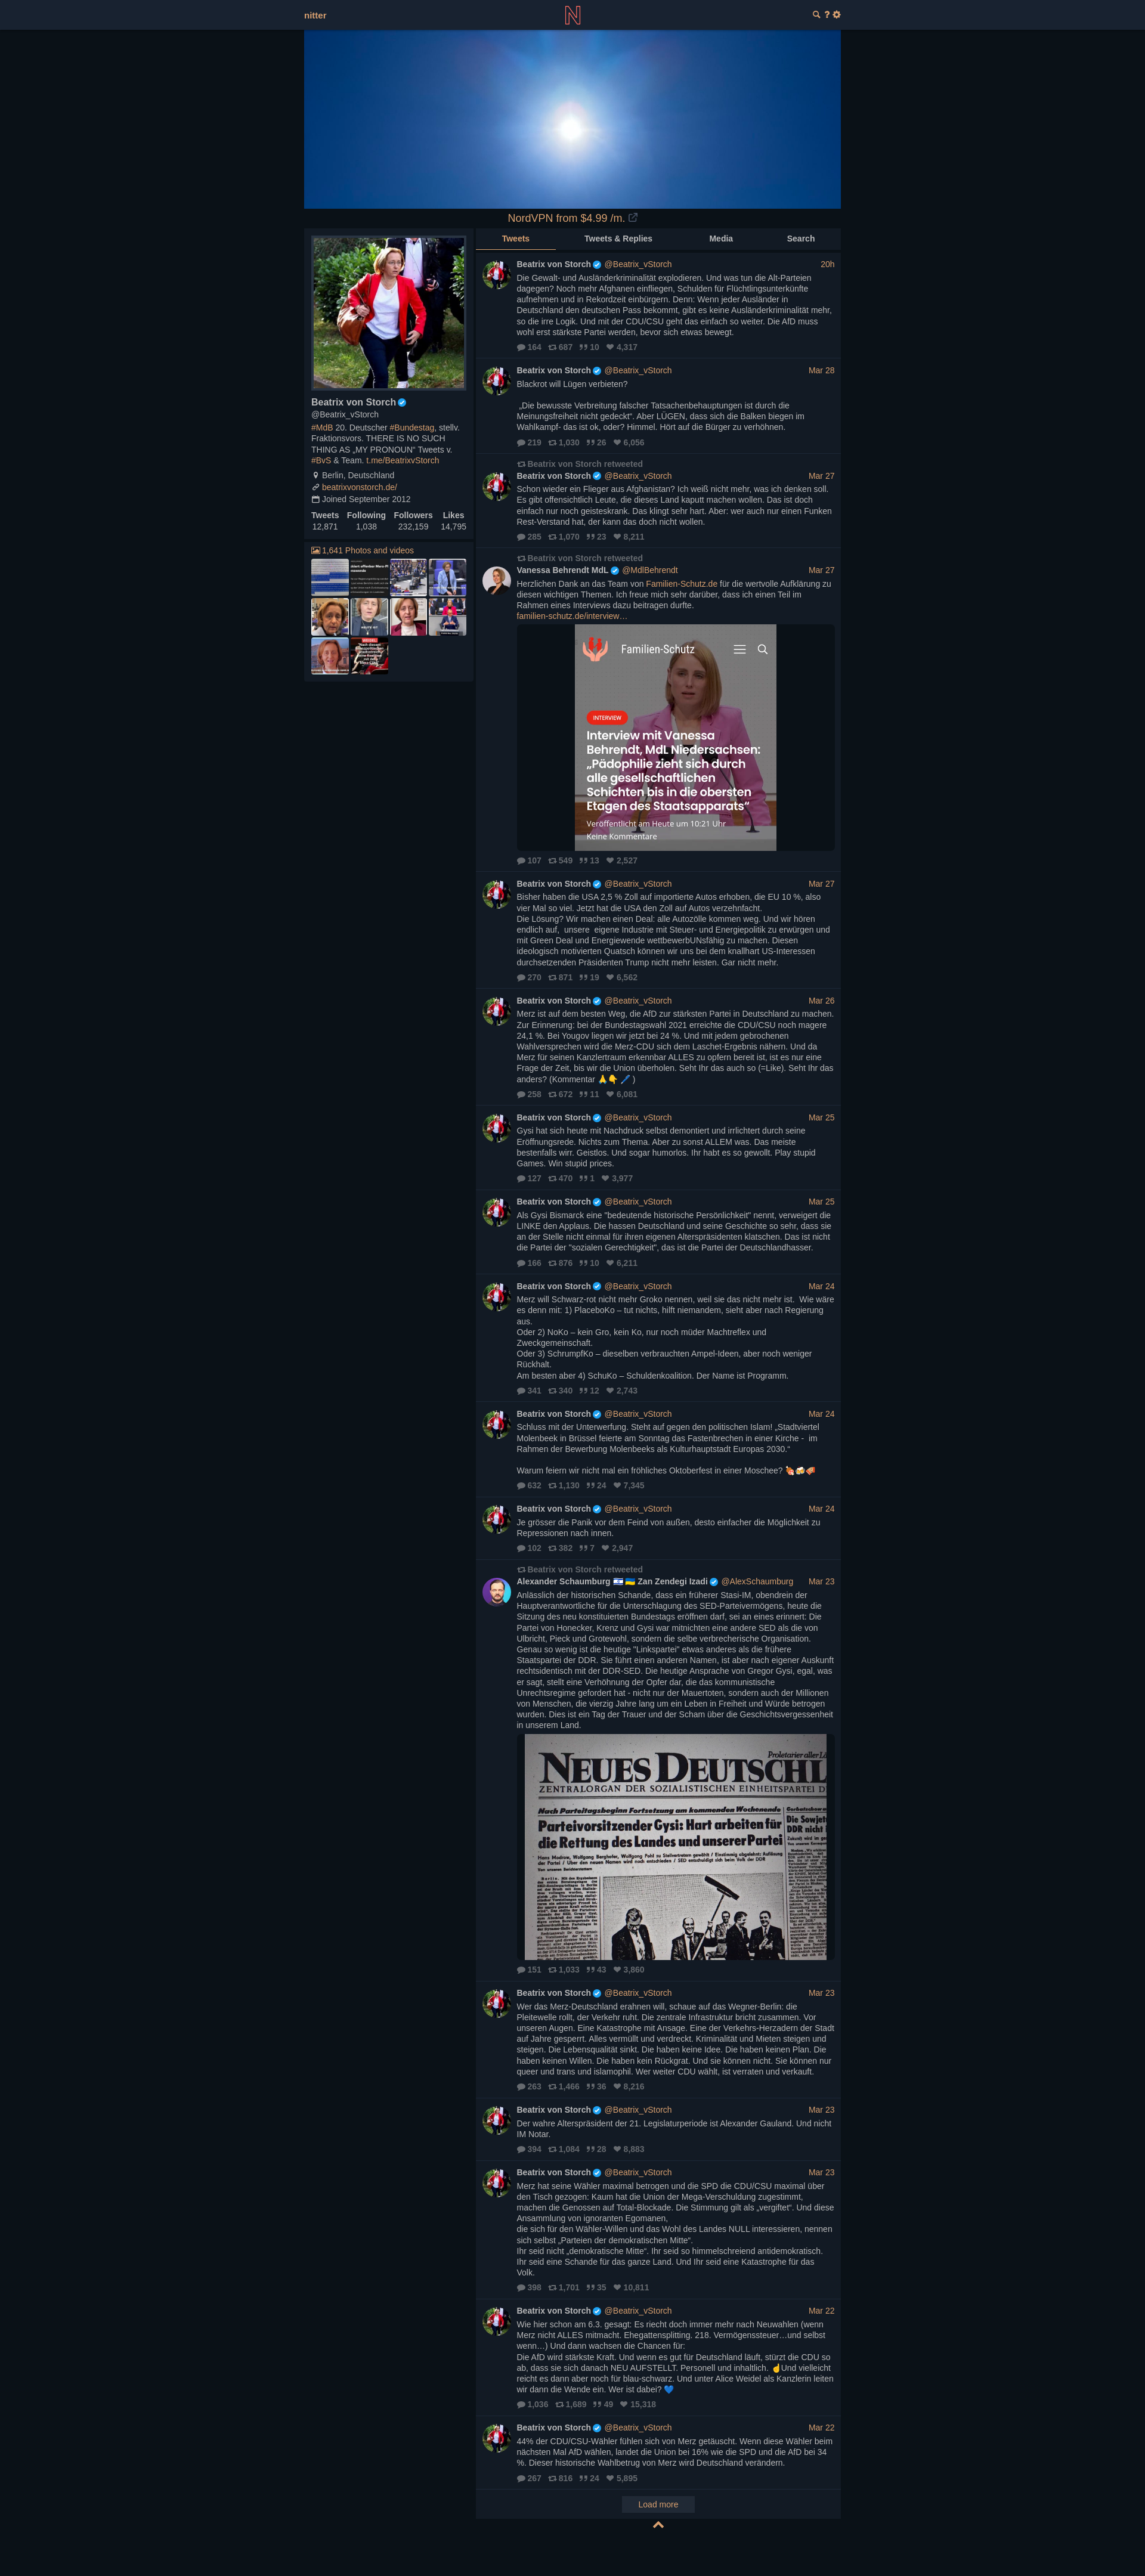 nitter
NordVPN from $4.99 /m.
Beatrix von Storch
@Beatrix_vStorch
#MdB 20. Deutscher #Bundestag, stellv.
Fraktionsvors. THERE IS NO SUCH
THING AS „MY PRONOUN“ Tweets v.
#BvS & Team. t.me/BeatrixvStorch
Berlin, Deutschland
beatrixvonstorch.de/
Joined September 2012
Tweets Following Followers Likes
12,871 1,038 232,159 14,795
1,641 Photos and videos
Tweets Tweets & Replies Media Search
Beatrix von Storch @Beatrix_vStorch 20h
Die Gewalt- und Ausländerkriminalität explodieren. Und was tun die Alt-Parteien
dagegen? Noch mehr Afghanen einfliegen, Schulden für Flüchtlingsunterkünfte
aufnehmen und in Rekordzeit einbürgern. Denn: Wenn jeder Ausländer in
Deutschland den deutschen Pass bekommt, gibt es keine Ausländerkriminalität mehr,
so die irre Logik. Und mit der CDU/CSU geht das einfach so weiter. Die AfD muss
wohl erst stärkste Partei werden, bevor sich etwas bewegt.
164 687 10 4,317
Beatrix von Storch @Beatrix_vStorch Mar 28
Blackrot will Lügen verbieten?
„Die bewusste Verbreitung falscher Tatsachenbehauptungen ist durch die
Meinungsfreiheit nicht gedeckt“. Aber LÜGEN, dass sich die Balken biegen im
Wahlkampf- das ist ok, oder? Himmel. Hört auf die Bürger zu verhöhnen.
219 1,030 26 6,056
Beatrix von Storch retweeted
Beatrix von Storch @Beatrix_vStorch Mar 27
Schon wieder ein Flieger aus Afghanistan? Ich weiß nicht mehr, was ich denken soll.
Es gibt offensichtlich Leute, die dieses Land kaputt machen wollen. Das ist doch
einfach nur noch geisteskrank. Das klingt sehr hart. Aber: wer auch nur einen Funken
Rest-Verstand hat, der kann das doch nicht wollen.
285 1,070 23 8,211
Beatrix von Storch retweeted
Vanessa Behrendt MdL @MdlBehrendt Mar 27
Herzlichen Dank an das Team von Familien-Schutz.de für die wertvolle Aufklärung zu
diesen wichtigen Themen. Ich freue mich sehr darüber, dass ich einen Teil im
Rahmen eines Interviews dazu beitragen durfte.
familien-schutz.de/interview…
Familien-Schutz
INTERVIEW
Interview mit Vanessa
Behrendt, MdL Niedersachsen:
„Pädophilie zieht sich durch
alle gesellschaftlichen
Schichten bis in die obersten
Etagen des Staatsapparats“
Veröffentlicht am Heute um 10:21 Uhr
Keine Kommentare
107 549 13 2,527
Beatrix von Storch @Beatrix_vStorch Mar 27
Bisher haben die USA 2,5 % Zoll auf importierte Autos erhoben, die EU 10 %, also
vier Mal so viel. Jetzt hat die USA den Zoll auf Autos verzehnfacht.
Die Lösung? Wir machen einen Deal: alle Autozölle kommen weg. Und wir hören
endlich auf, unsere eigene Industrie mit Steuer- und Energiepolitik zu erwürgen und
mit Green Deal und Energiewende wettbewerbUNsfähig zu machen. Diesen
ideologisch motivierten Quatsch können wir uns bei dem knallhart US-Interessen
durchsetzenden Präsidenten Trump nicht mehr leisten. Gar nicht mehr.
270 871 19 6,562
Beatrix von Storch @Beatrix_vStorch Mar 26
Merz ist auf dem besten Weg, die AfD zur stärksten Partei in Deutschland zu machen.
Zur Erinnerung: bei der Bundestagswahl 2021 erreichte die CDU/CSU noch magere
24,1 %. Bei Yougov liegen wir jetzt bei 24 %. Und mit jedem gebrochenen
Wahlversprechen wird die Merz-CDU sich dem Laschet-Ergebnis nähern. Und da
Merz für seinen Kanzlertraum erkennbar ALLES zu opfern bereit ist, ist es nur eine
Frage der Zeit, bis wir die Union überholen. Seht Ihr das auch so (=Like). Seht Ihr das
anders? (Kommentar 🙏👇 🖊️ )
258 672 11 6,081
Beatrix von Storch @Beatrix_vStorch Mar 25
Gysi hat sich heute mit Nachdruck selbst demontiert und irrlichtert durch seine
Eröffnungsrede. Nichts zum Thema. Aber zu sonst ALLEM was. Das meiste
bestenfalls wirr. Geistlos. Und sogar humorlos. Ihr habt es so gewollt. Play stupid
Games. Win stupid prices.
127 470 1 3,977
Beatrix von Storch @Beatrix_vStorch Mar 25
Als Gysi Bismarck eine "bedeutende historische Persönlichkeit" nennt, verweigert die
LINKE den Applaus. Die hassen Deutschland und seine Geschichte so sehr, dass sie
an der Stelle nicht einmal für ihren eigenen Alterspräsidenten klatschen. Das ist nicht
die Partei der "sozialen Gerechtigkeit", das ist die Partei der Deutschlandhasser.
166 876 10 6,211
Beatrix von Storch @Beatrix_vStorch Mar 24
Merz will Schwarz-rot nicht mehr Groko nennen, weil sie das nicht mehr ist. Wie wäre
es denn mit: 1) PlaceboKo – tut nichts, hilft niemandem, sieht aber nach Regierung
aus.
Oder 2) NoKo – kein Gro, kein Ko, nur noch müder Machtreflex und
Zweckgemeinschaft.
Oder 3) SchrumpfKo – dieselben verbrauchten Ampel-Ideen, aber noch weniger
Rückhalt.
Am besten aber 4) SchuKo – Schuldenkoalition. Der Name ist Programm.
341 340 12 2,743
Beatrix von Storch @Beatrix_vStorch Mar 24
Schluss mit der Unterwerfung. Steht auf gegen den politischen Islam! „Stadtviertel
Molenbeek in Brüssel feierte am Sonntag das Fastenbrechen in einer Kirche - im
Rahmen der Bewerbung Molenbeeks als Kulturhauptstadt Europas 2030.“
Warum feiern wir nicht mal ein fröhliches Oktoberfest in einer Moschee? 🍖🍻🪗
632 1,130 24 7,345
Beatrix von Storch @Beatrix_vStorch Mar 24
Je grösser die Panik vor dem Feind von außen, desto einfacher die Möglichkeit zu
Repressionen nach innen.
102 382 7 2,947
Beatrix von Storch retweeted
Alexander Schaumburg 🇮🇱🇺🇦 Zan Zendegi Izadi @AlexSchaumburg Mar 23
Anlässlich der historischen Schande, dass ein früherer Stasi-IM, obendrein der
Hauptverantwortliche für die Unterschlagung des SED-Parteivermögens, heute die
Sitzung des neu konstituierten Bundestags eröffnen darf, sei an eines erinnert: Die
Partei von Honecker, Krenz und Gysi war mitnichten eine andere SED als die von
Ulbricht, Pieck und Grotewohl, sondern die selbe verbrecherische Organisation.
Genau so wenig ist die heutige "Linkspartei" etwas anderes als die frühere
Staatspartei der DDR. Sie führt einen anderen Namen, ist aber nach eigener Auskunft
rechtsidentisch mit der DDR-SED. Die heutige Ansprache von Gregor Gysi, egal, was
er sagt, stellt eine Verhöhnung der Opfer dar, die das kommunistische
Unrechtsregime gefordert hat - nicht nur der Mauertoten, sondern auch der Millionen
von Menschen, die vierzig Jahre lang um ein Leben in Freiheit und Würde betrogen
wurden. Dies ist ein Tag der Trauer und der Scham über die Geschichtsvergessenheit
in unserem Land.
Proletarier aller Lä
NEUES DEUTSCHL
ZENTRALORGAN DER SOZIALISTISCHEN EINHEITSPARTEI D
Nach Parteitagsbeginn Fortsetzung am kommenden Wochenende
Parteivorsitzender Gysi: Hart arbeiten für
die Rettung des Landes und unserer Partei
Die Sowjet
DDR nicht i
151 1,033 43 3,860
Beatrix von Storch @Beatrix_vStorch Mar 23
Wer das Merz-Deutschland erahnen will, schaue auf das Wegner-Berlin: die
Pleitewelle rollt, der Verkehr ruht. Die zentrale Infrastruktur bricht zusammen. Vor
unseren Augen. Eine Katastrophe mit Ansage. Eine der Verkehrs-Herzadern der Stadt
auf Jahre gesperrt. Alles vermüllt und verdreckt. Kriminalität und Mieten steigen und
steigen. Die Lebensqualität sinkt. Die haben keine Idee. Die haben keinen Plan. Die
haben keinen Willen. Die haben kein Rückgrat. Und sie können nicht. Sie können nur
queer und trans und islamophil. Wer weiter CDU wählt, ist verraten und verkauft.
263 1,466 36 8,216
Beatrix von Storch @Beatrix_vStorch Mar 23
Der wahre Alterspräsident der 21. Legislaturperiode ist Alexander Gauland. Und nicht
IM Notar.
394 1,084 28 8,883
Beatrix von Storch @Beatrix_vStorch Mar 23
Merz hat seine Wähler maximal betrogen und die SPD die CDU/CSU maximal über
den Tisch gezogen: Kaum hat die Union der Mega-Verschuldung zugestimmt,
machen die Genossen auf Total-Blockade. Die Stimmung gilt als „vergiftet“. Und diese
Ansammlung von ignoranten Egomanen,
die sich für den Wähler-Willen und das Wohl des Landes NULL interessieren, nennen
sich selbst „Parteien der demokratischen Mitte“.
Ihr seid nicht „demokratische Mitte“. Ihr seid so himmelschreiend antidemokratisch.
Ihr seid eine Schande für das ganze Land. Und Ihr seid eine Katastrophe für das
Volk.
398 1,701 35 10,811
Beatrix von Storch @Beatrix_vStorch Mar 22
Wie hier schon am 6.3. gesagt: Es riecht doch immer mehr nach Neuwahlen (wenn
Merz nicht ALLES mitmacht. Ehegattensplitting. 218. Vermögenssteuer…und selbst
wenn…) Und dann wachsen die Chancen für:
Die AfD wird stärkste Kraft. Und wenn es gut für Deutschland läuft, stürzt die CDU so
ab, dass sie sich danach NEU AUFSTELLT. Personell und inhaltlich. ☝️Und vielleicht
reicht es dann aber noch für blau-schwarz. Und unter Alice Weidel als Kanzlerin leiten
wir dann die Wende ein. Wer ist dabei? 💙
1,036 1,689 49 15,318
Beatrix von Storch @Beatrix_vStorch Mar 22
44% der CDU/CSU-Wähler fühlen sich von Merz getäuscht. Wenn diese Wähler beim
nächsten Mal AfD wählen, landet die Union bei 16% wie die SPD und die AfD bei 34
%. Dieser historische Wahlbetrug von Merz wird Deutschland verändern.
267 816 24 5,895
Load more